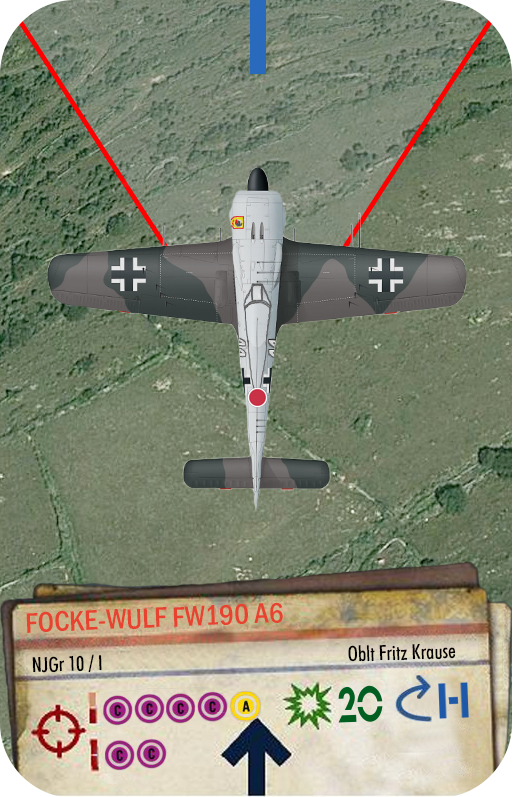 FOCKE-WULF FW190 A6
NJGr 10 / I
Oblt Fritz Krause
C C C C A 20 H
C C